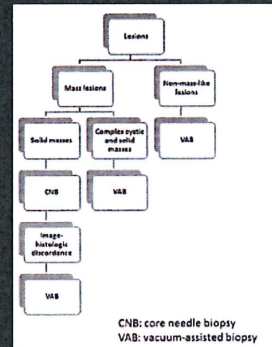 Lesions
Mass lesions
Non-mass-like
lesions
Solid masses
Complex cystic
and solid
masses
VAB
CNB
VAB
Image-
histologic
discordance
VAB
CNB: core needle biopsy
VAB: vacuum-assisted biopsy